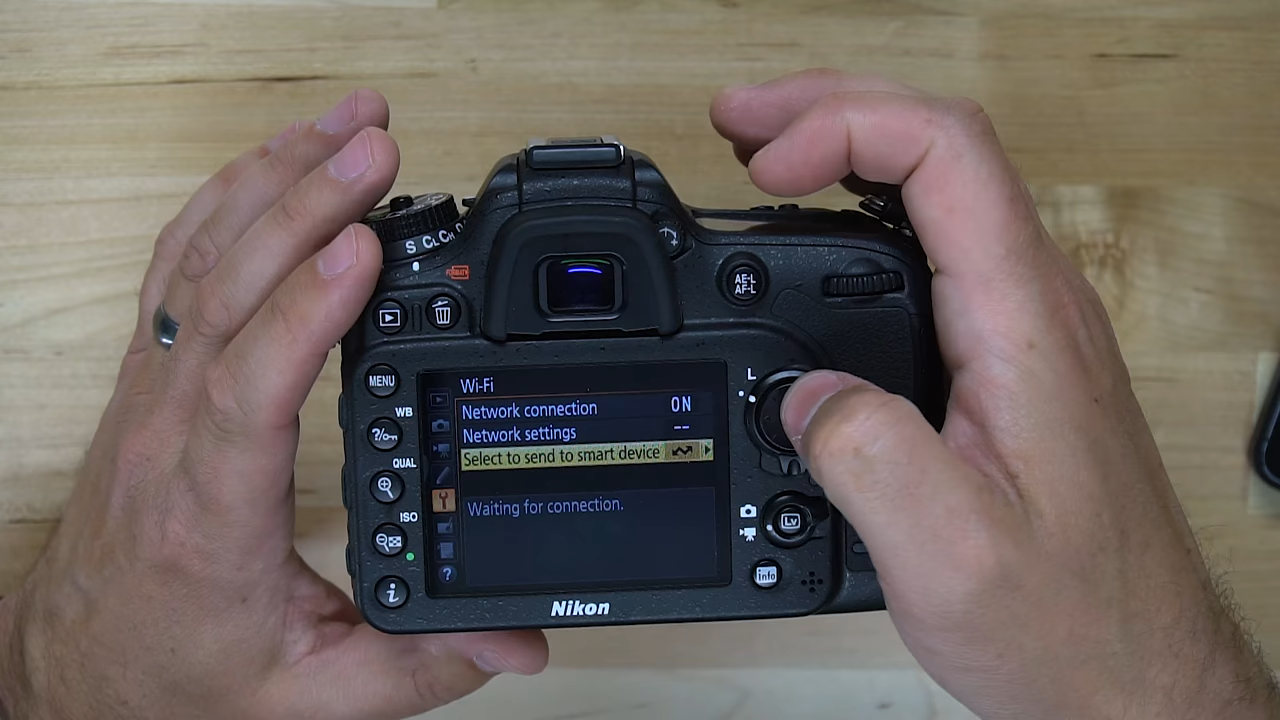 S CL CH
FORMAT
AE-L
AF-L
MENU
WB
?
QUAL
ISO
i
L
Lv
info
Wi-Fi
Network connection ON
Network settings --
Select to send to smart device
Waiting for connection.
?
Nikon